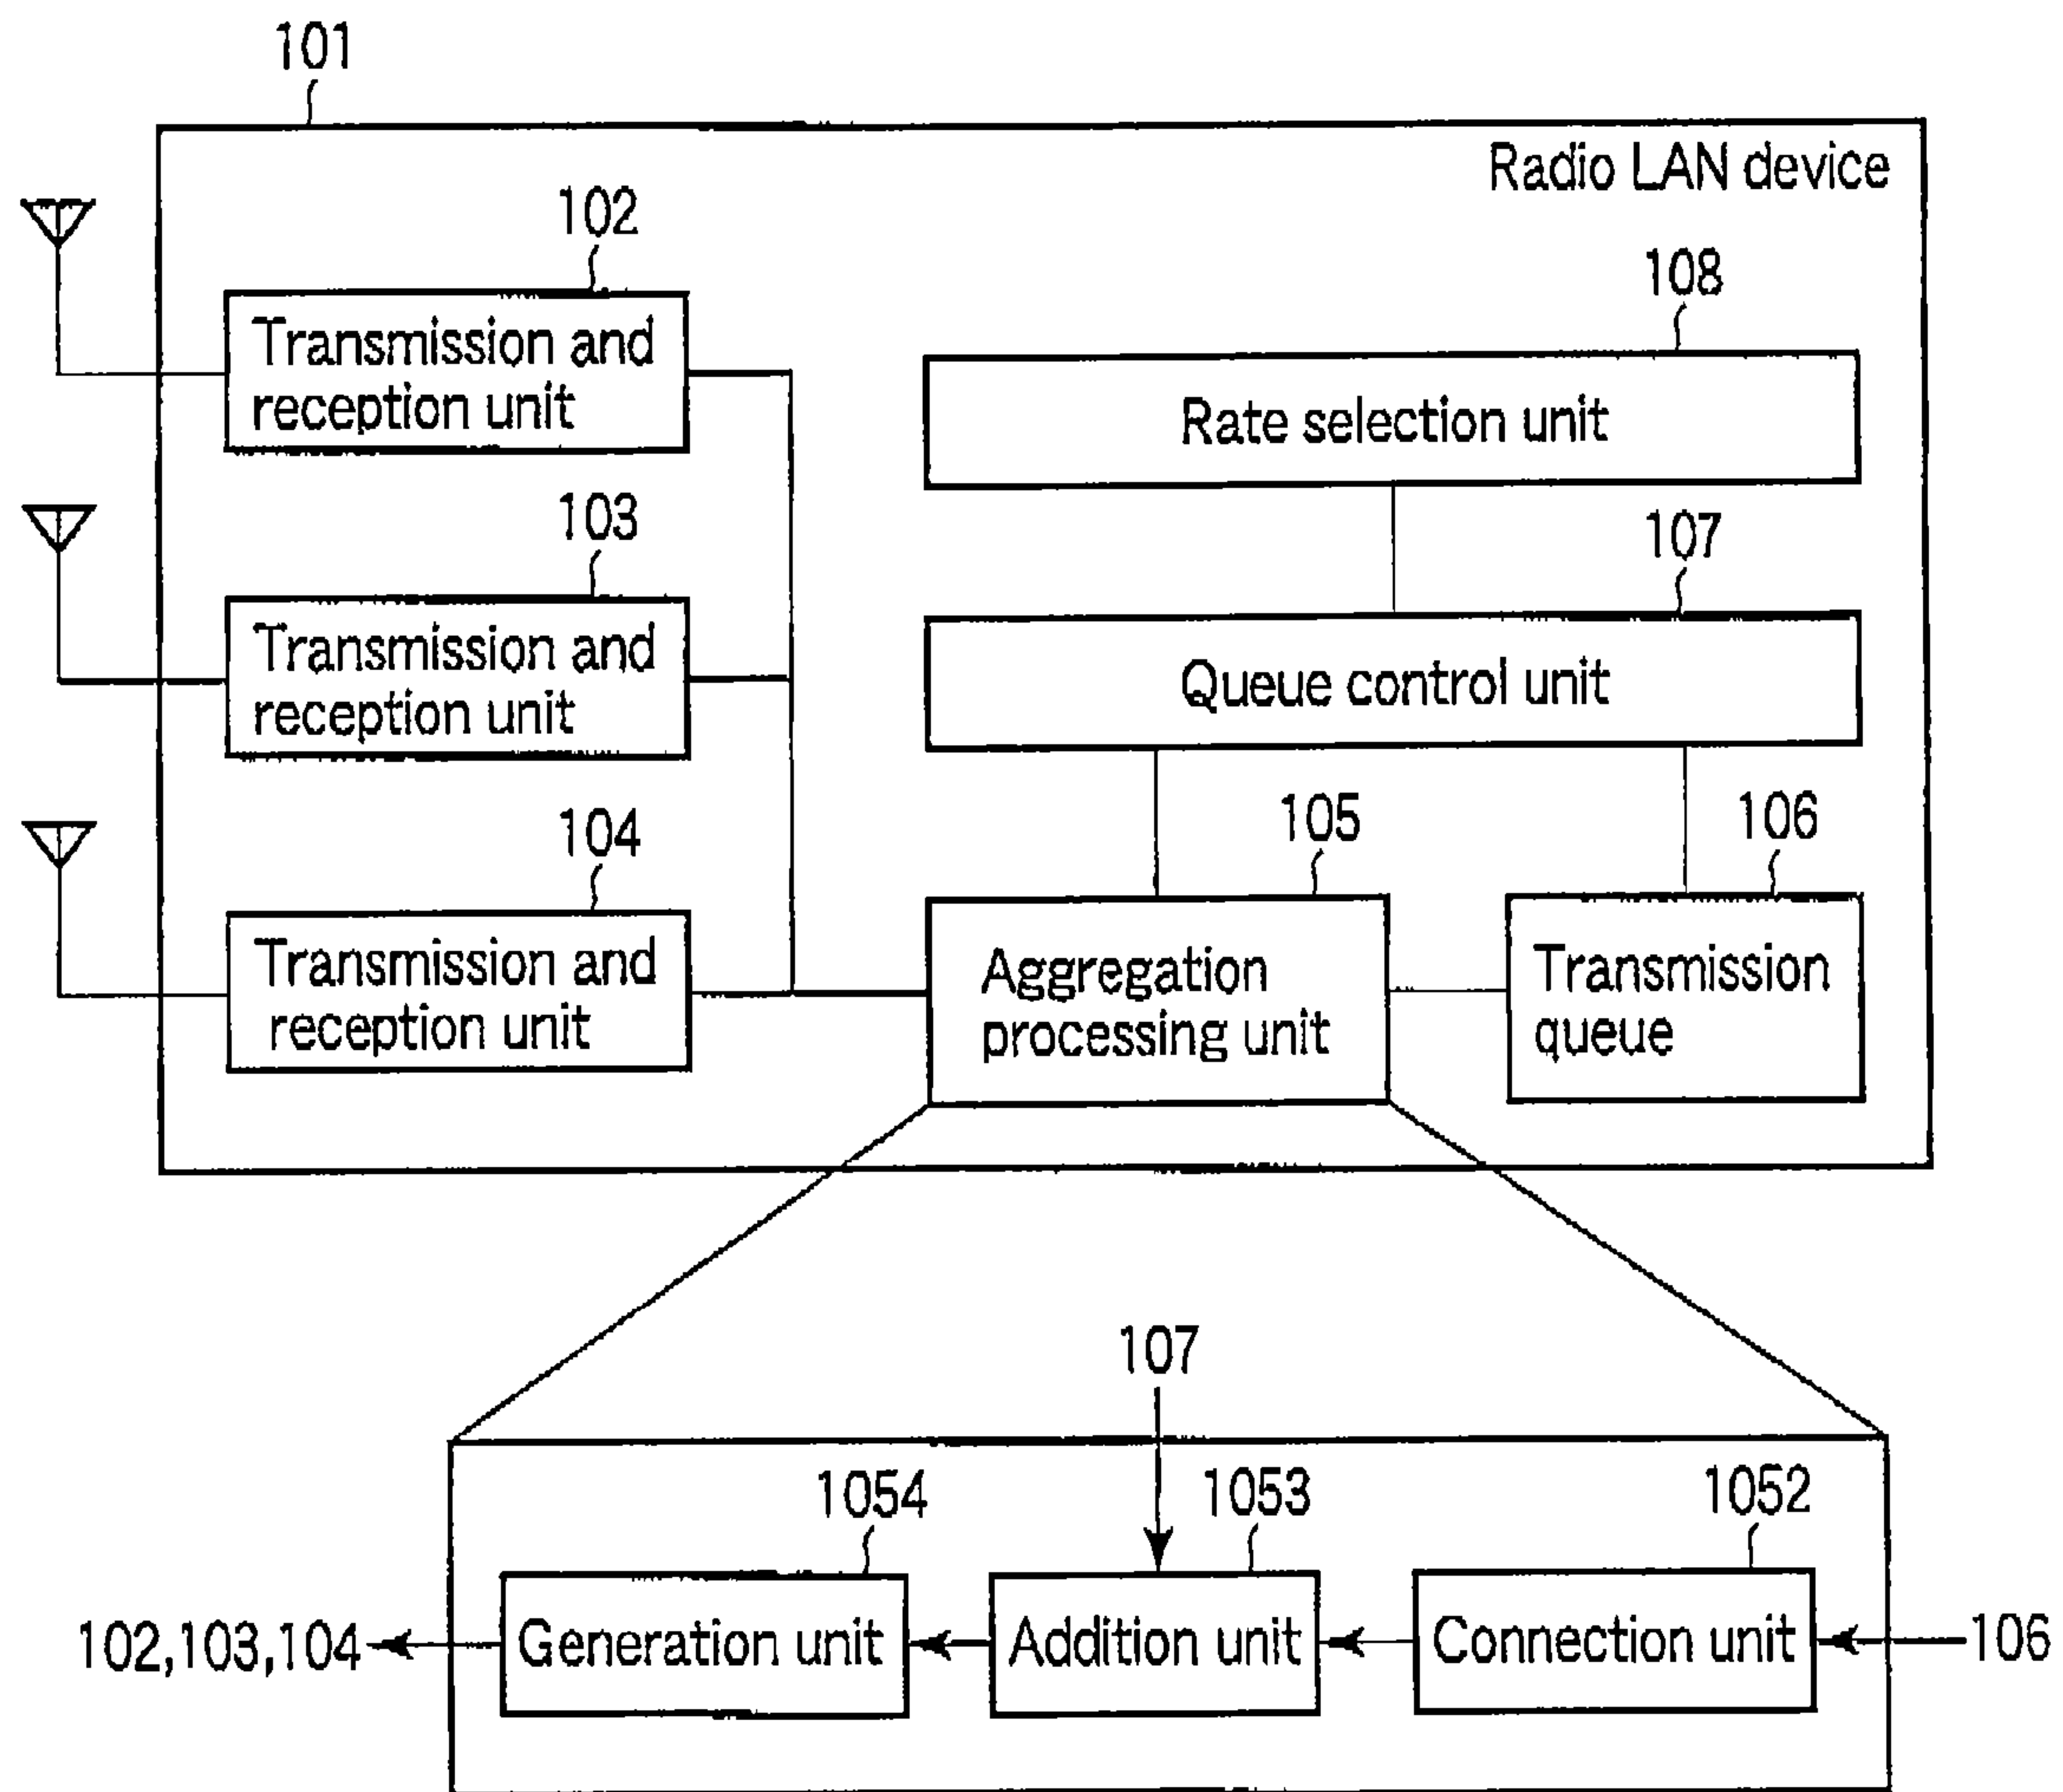 101
Radio LAN device
102
Transmission and
reception unit
108
Rate selection unit
103
Transmission and
reception unit
107
Queue control unit
104
Transmission and
reception unit
105
Aggregation
processing unit
106
Transmission
queue
107
1054
1053
1052
102,103,104
Generation unit
Addition unit
Connection unit
106